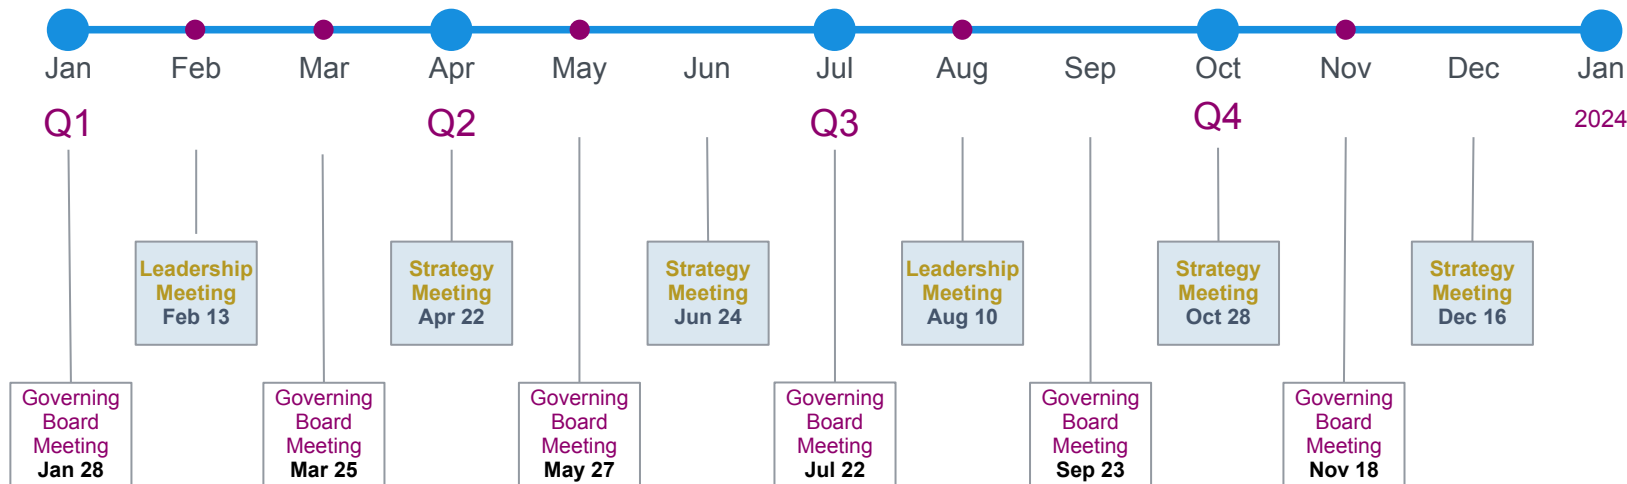 Jan Feb Mar Apr May Jun Jul Aug Sep Oct Nov Dec Jan
Q1 Q2 Q3 Q4 2024
Leadership
Meeting
Feb 13
Strategy
Meeting
Apr 22
Strategy
Meeting
Jun 24
Leadership
Meeting
Aug 10
Strategy
Meeting
Oct 28
Strategy
Meeting
Dec 16
Governing
Board
Meeting
Jan 28
Governing
Board
Meeting
Mar 25
Governing
Board
Meeting
May 27
Governing
Board
Meeting
Jul 22
Governing
Board
Meeting
Sep 23
Governing
Board
Meeting
Nov 18